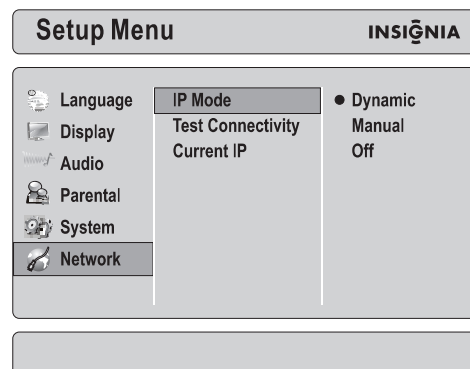 Setup Menu
INSIGNIA
Language
Display
Audio
Parental
System
Network
IP Mode
Test Connectivity
Current IP
Dynamic
Manual
Off